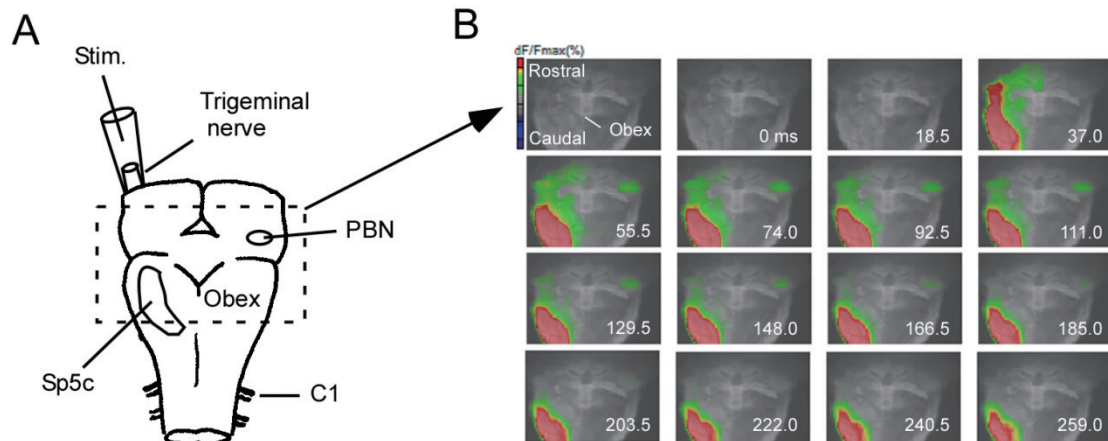 A
Stim.
Trigeminal
nerve
PBN
Obex
Sp5c
C1
B
dF/Fmax(%)
Rostral
Caudal
Obex
0 ms
18.5
37.0
55.5
74.0
92.5
111.0
129.5
148.0
166.5
185.0
203.5
222.0
240.5
259.0